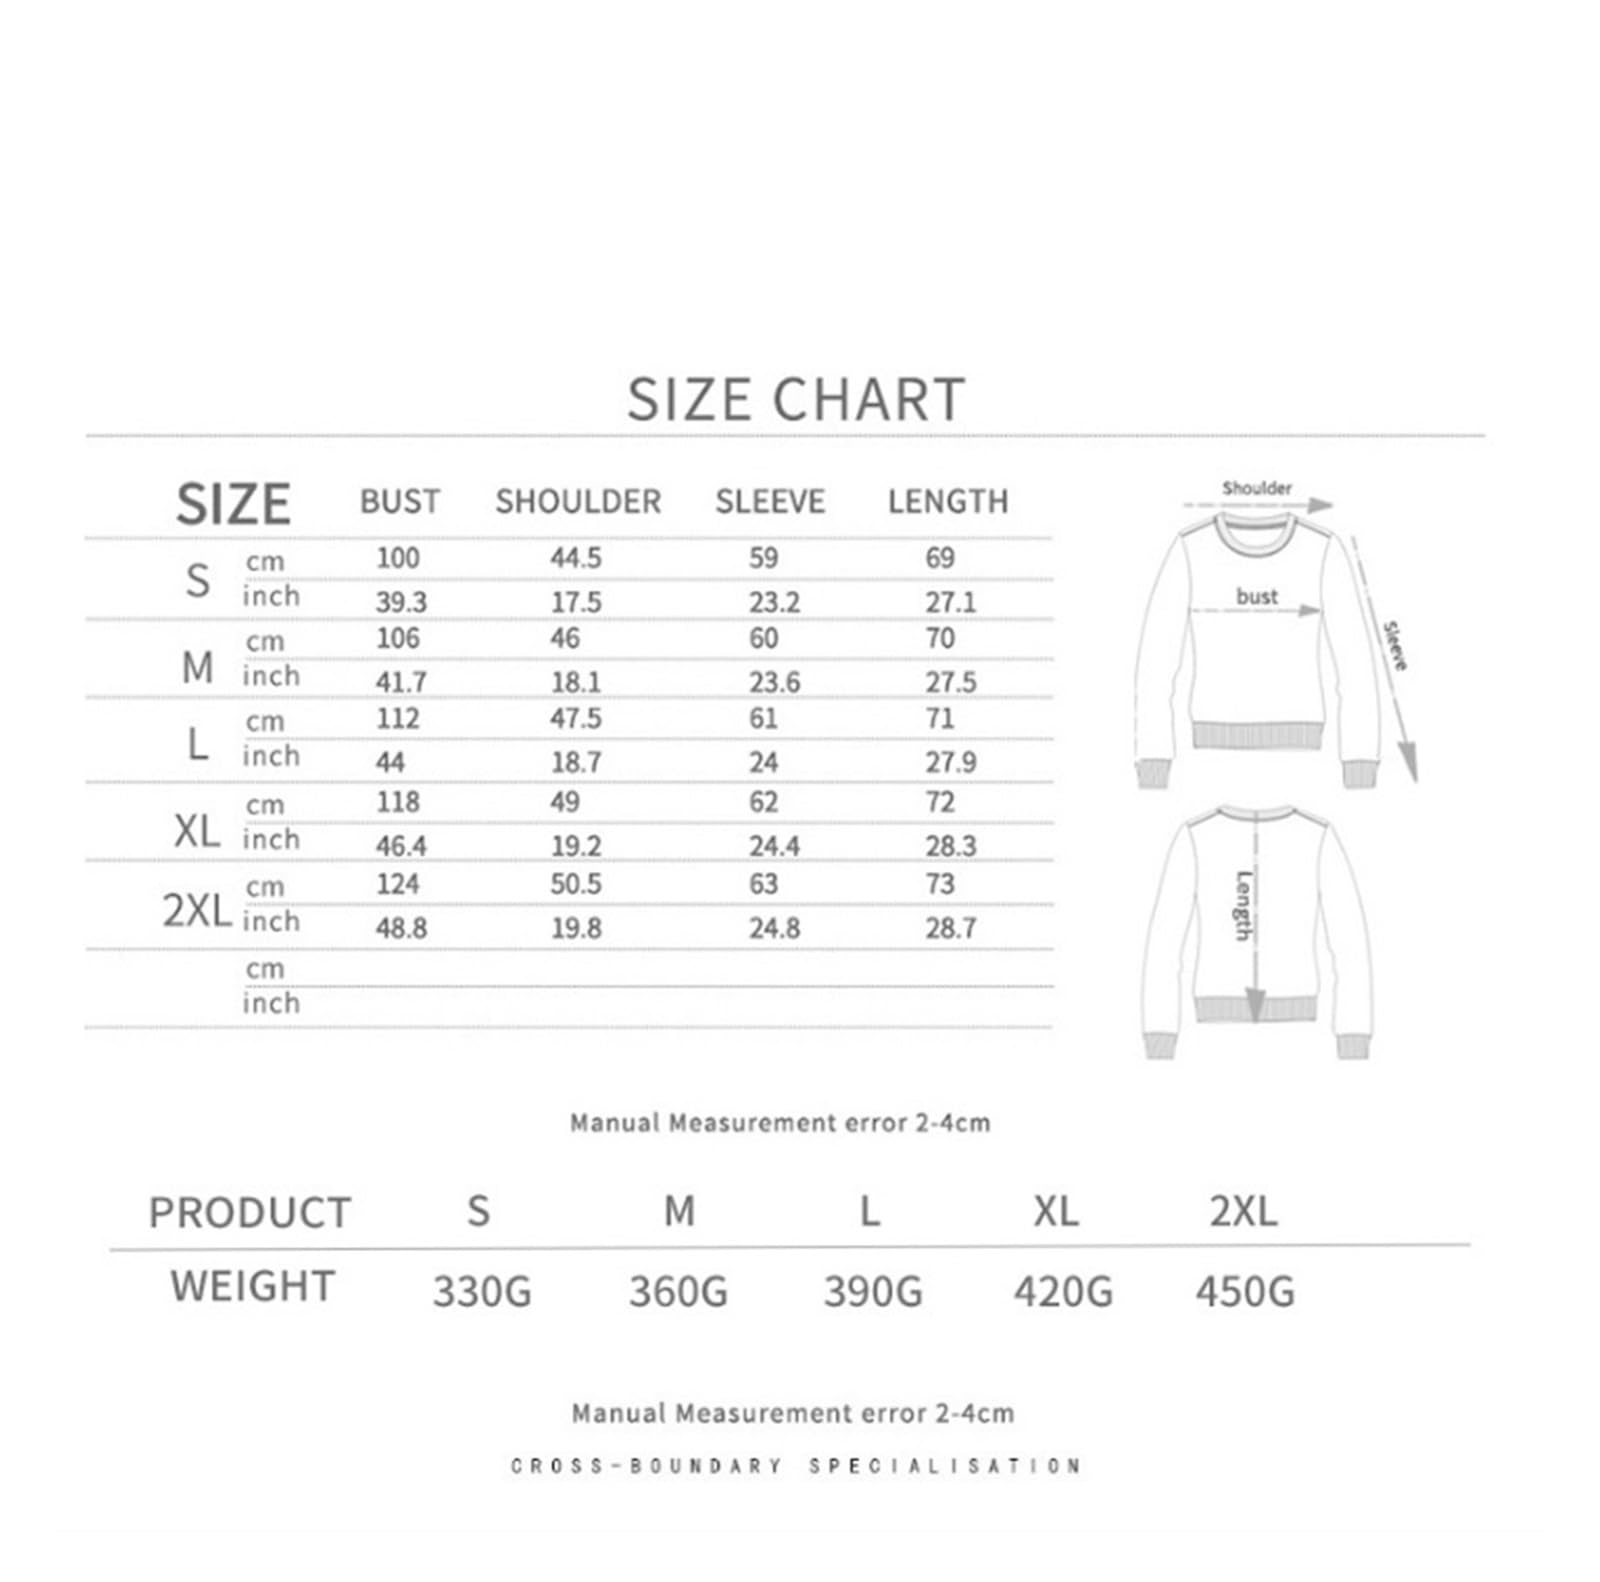 SIZE CHART
SIZE BUST SHOULDER SLEEVE LENGTH
S cm 100 44.5 59 69
inch 39.3 17.5 23.2 27.1
M cm 106 46 60 70
inch 41.7 18.1 23.6 27.5
L cm 112 47.5 61 71
inch 44 18.7 24 27.9
XL cm 118 49 62 72
inch 46.4 19.2 24.4 28.3
2XL cm 124 50.5 63 73
inch 48.8 19.8 24.8 28.7
cm
inch
Shoulder
bust
Sleeve
Length
Manual Measurement error 2-4cm
PRODUCT S M L XL 2XL
WEIGHT 330G 360G 390G 420G 450G
Manual Measurement error 2-4cm
CROSS-BOUNDARY SPECIALISATION